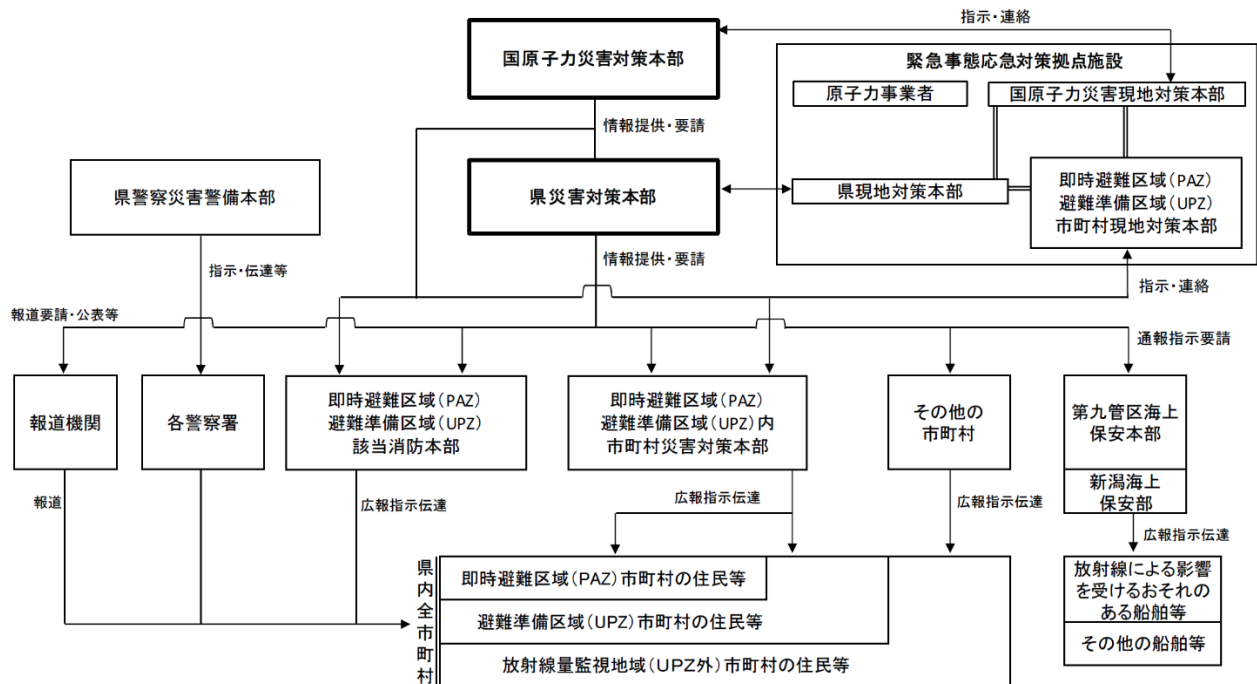 指示・連絡
国原子力災害対策本部
緊急事態応急対策拠点施設
原子力事業者
国原子力災害現地対策本部
情報提供・要請
県警察災害警備本部
県災害対策本部
県現地対策本部
即時避難区域(PAZ)
避難準備区域(UPZ)
市町村現地対策本部
指示・伝達等
情報提供・要請
指示・連絡
報道要請・公表等
通報指示要請
報道機関
各警察署
即時避難区域(PAZ)
避難準備区域(UPZ)
該当消防本部
即時避難区域(PAZ)
避難準備区域(UPZ)内
市町村災害対策本部
その他の
市町村
第九管区海上
保安本部
新潟海上
保安部
報道
広報指示伝達
広報指示伝達
広報指示伝達
広報指示伝達
県内全市町村
即時避難区域(PAZ)市町村の住民等
避難準備区域(UPZ)市町村の住民等
放射線量監視地域(UPZ外)市町村の住民等
放射線による影響
を受けるおそれの
ある船舶等
その他の船舶等